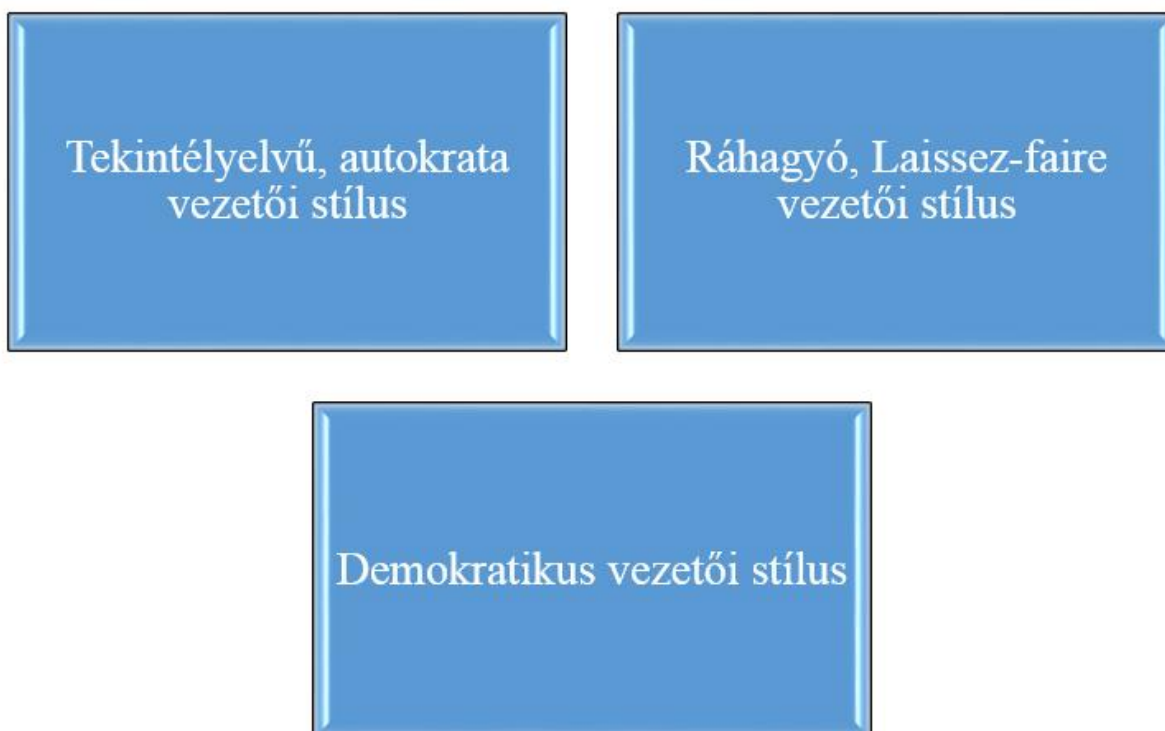 Tekintélyelvű, autokrata
vezetői stílus
Ráhagyó, Laissez-faire
vezetői stílus
Demokratikus vezetői stílus